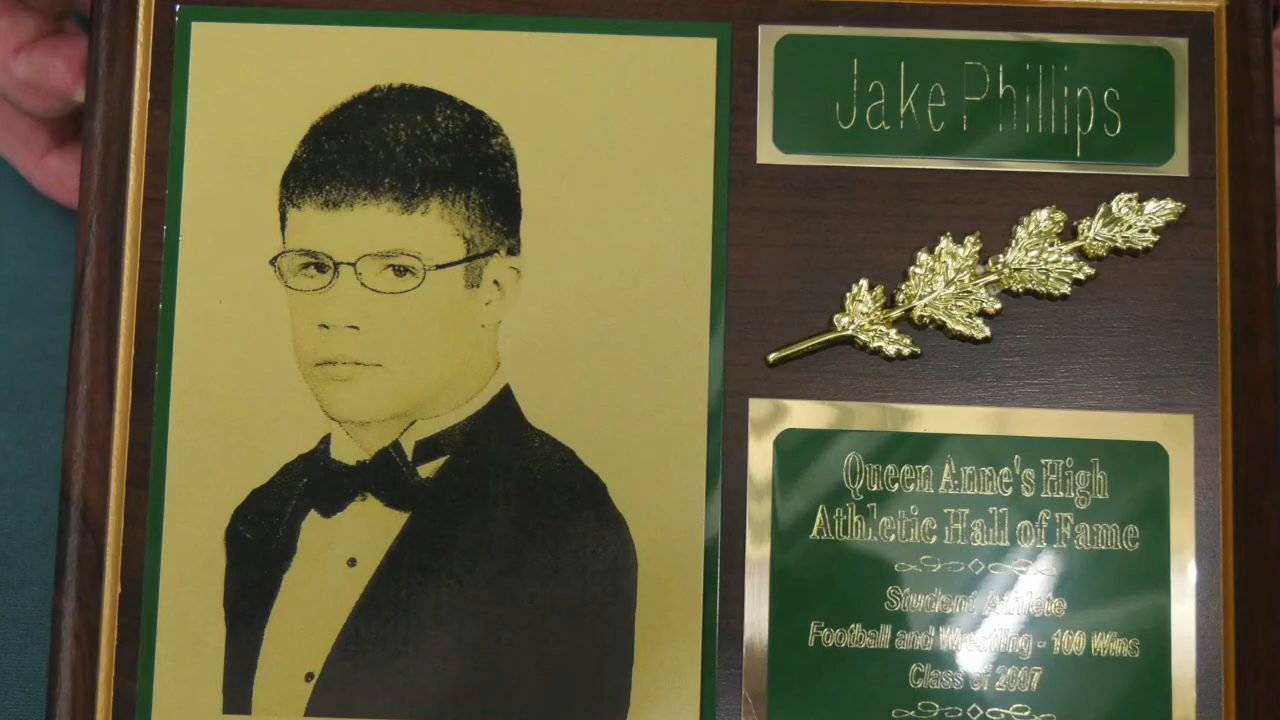 Jake Phillips
Queen Anne's High
Athletic Hall of Fame
Student Athlete
Football and Wrestling - 100 Wins
Class of 2007